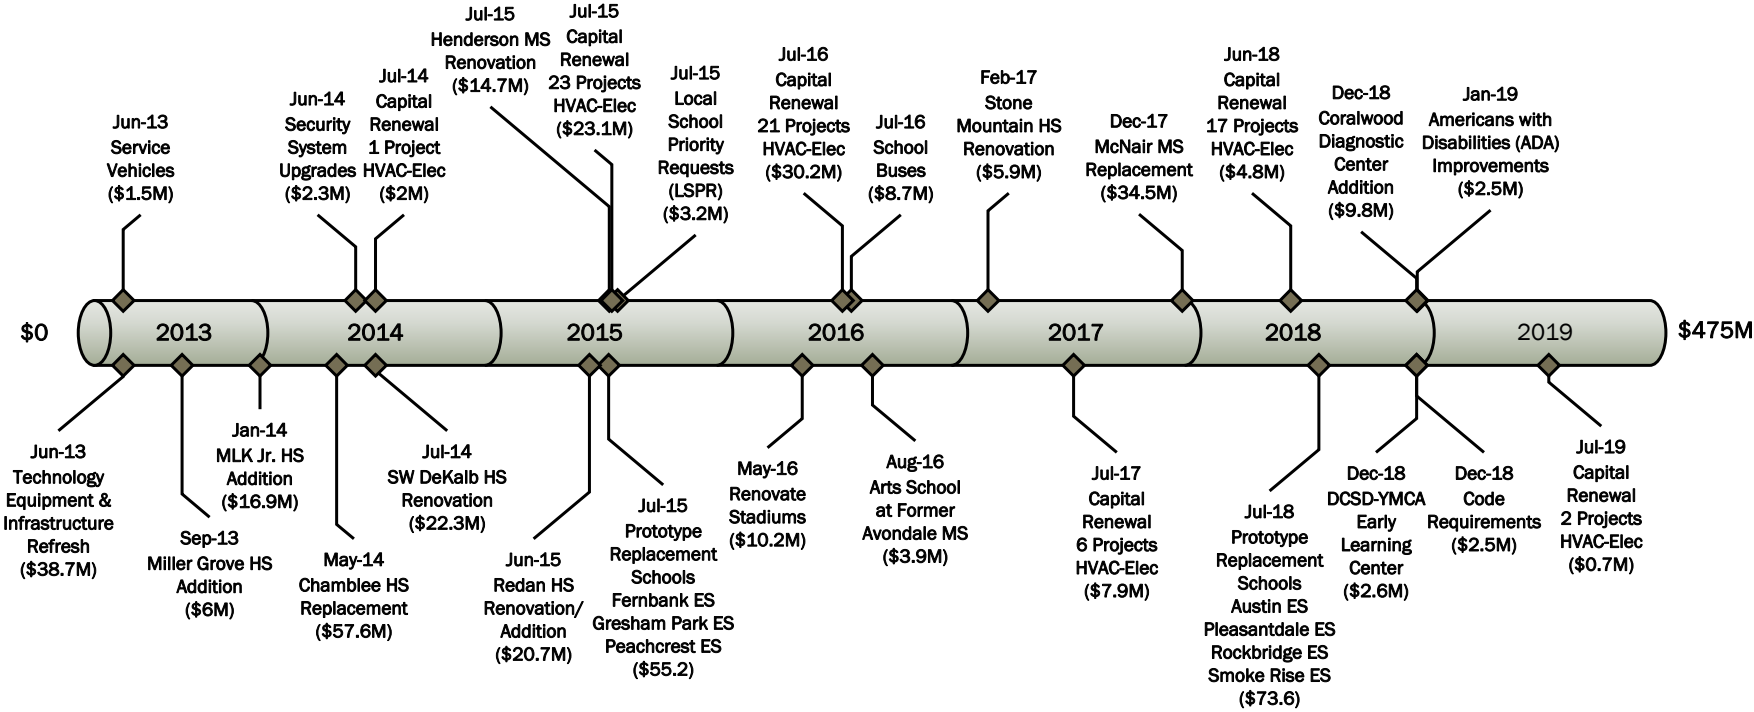 Jun-13
Service
Vehicles
($1.5M)
Jun-14
Security
System
Upgrades
($2.3M)
Jul-14
Capital
Renewal
1 Project
HVAC-Elec
($2M)
Jul-15
Henderson MS
Renovation
($14.7M)
Jul-15
Capital
Renewal
23 Projects
HVAC-Elec
($23.1M)
Jul-15
Local
School
Priority
Requests
(LSPR)
($3.2M)
Jul-16
Capital
Renewal
21 Projects
HVAC-Elec
($30.2M)
Jul-16
School
Buses
($8.7M)
Feb-17
Stone
Mountain HS
Renovation
($5.9M)
Dec-17
McNair MS
Replacement
($34.5M)
Jun-18
Capital
Renewal
17 Projects
HVAC-Elec
($4.8M)
Dec-18
Coralwood
Diagnostic
Center
Addition
($9.8M)
Jan-19
Americans with
Disabilities (ADA)
Improvements
($2.5M)
$0
2013
2014
2015
2016
2017
2018
2019
$475M
Jun-13
Technology
Equipment &
Infrastructure
Refresh
($38.7M)
Sep-13
Miller Grove HS
Addition
($6M)
Jan-14
MLK Jr. HS
Addition
($16.9M)
May-14
Chamblee HS
Replacement
($57.6M)
Jul-14
SW DeKalb HS
Renovation
($22.3M)
Jun-15
Redan HS
Renovation/
Addition
($20.7M)
Jul-15
Prototype
Replacement
Schools
Fernbank ES
Gresham Park ES
Peachcrest ES
($55.2)
May-16
Renovate
Stadiums
($10.2M)
Aug-16
Arts School
at Former
Avondale MS
($3.9M)
Jul-17
Capital
Renewal
6 Projects
HVAC-Elec
($7.9M)
Jul-18
Prototype
Replacement
Schools
Austin ES
Pleasantdale ES
Rockbridge ES
Smoke Rise ES
($73.6)
Dec-18
DCSD-YMCA
Early
Learning
Center
($2.6M)
Dec-18
Code
Requirements
($2.5M)
Jul-19
Capital
Renewal
2 Projects
HVAC-Elec
($0.7M)